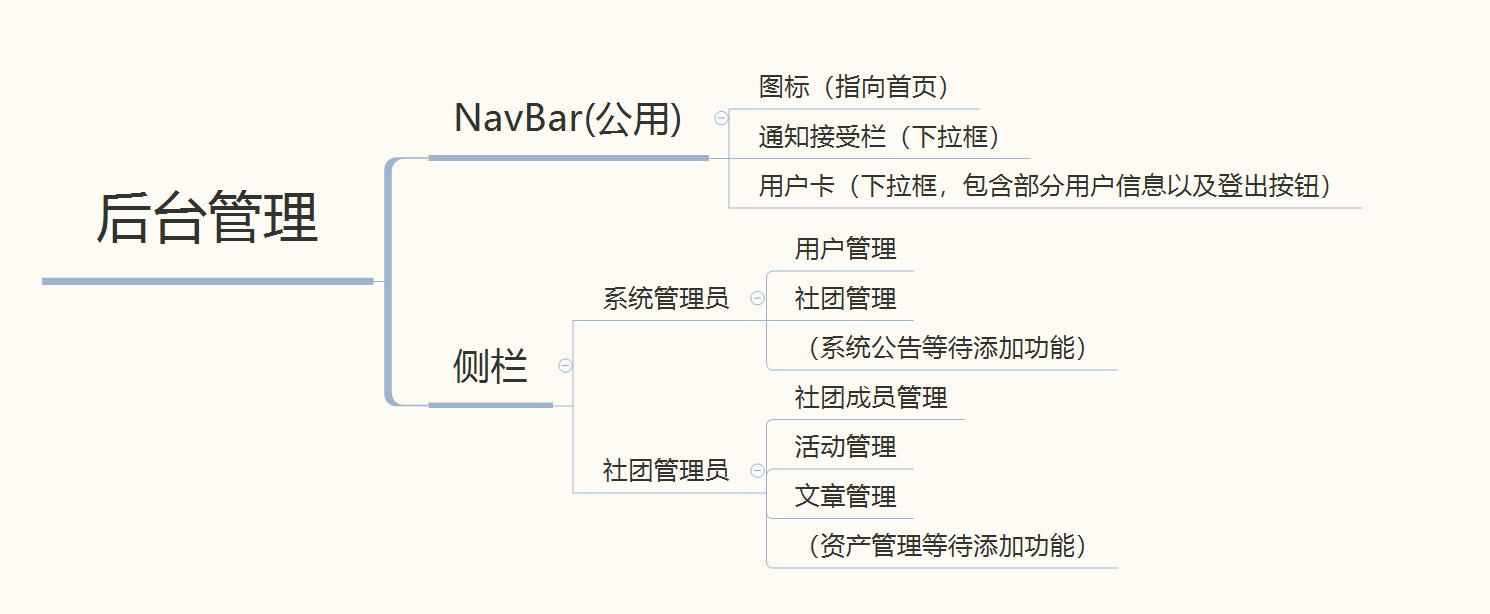 后台管理
NavBar(公用)
图标（指向首页）
通知接受栏（下拉框）
用户卡（下拉框，包含部分用户信息以及登出按钮）
侧栏
系统管理员
用户管理
社团管理
（系统公告等待添加功能）
社团管理员
社团成员管理
活动管理
文章管理
（资产管理等待添加功能）